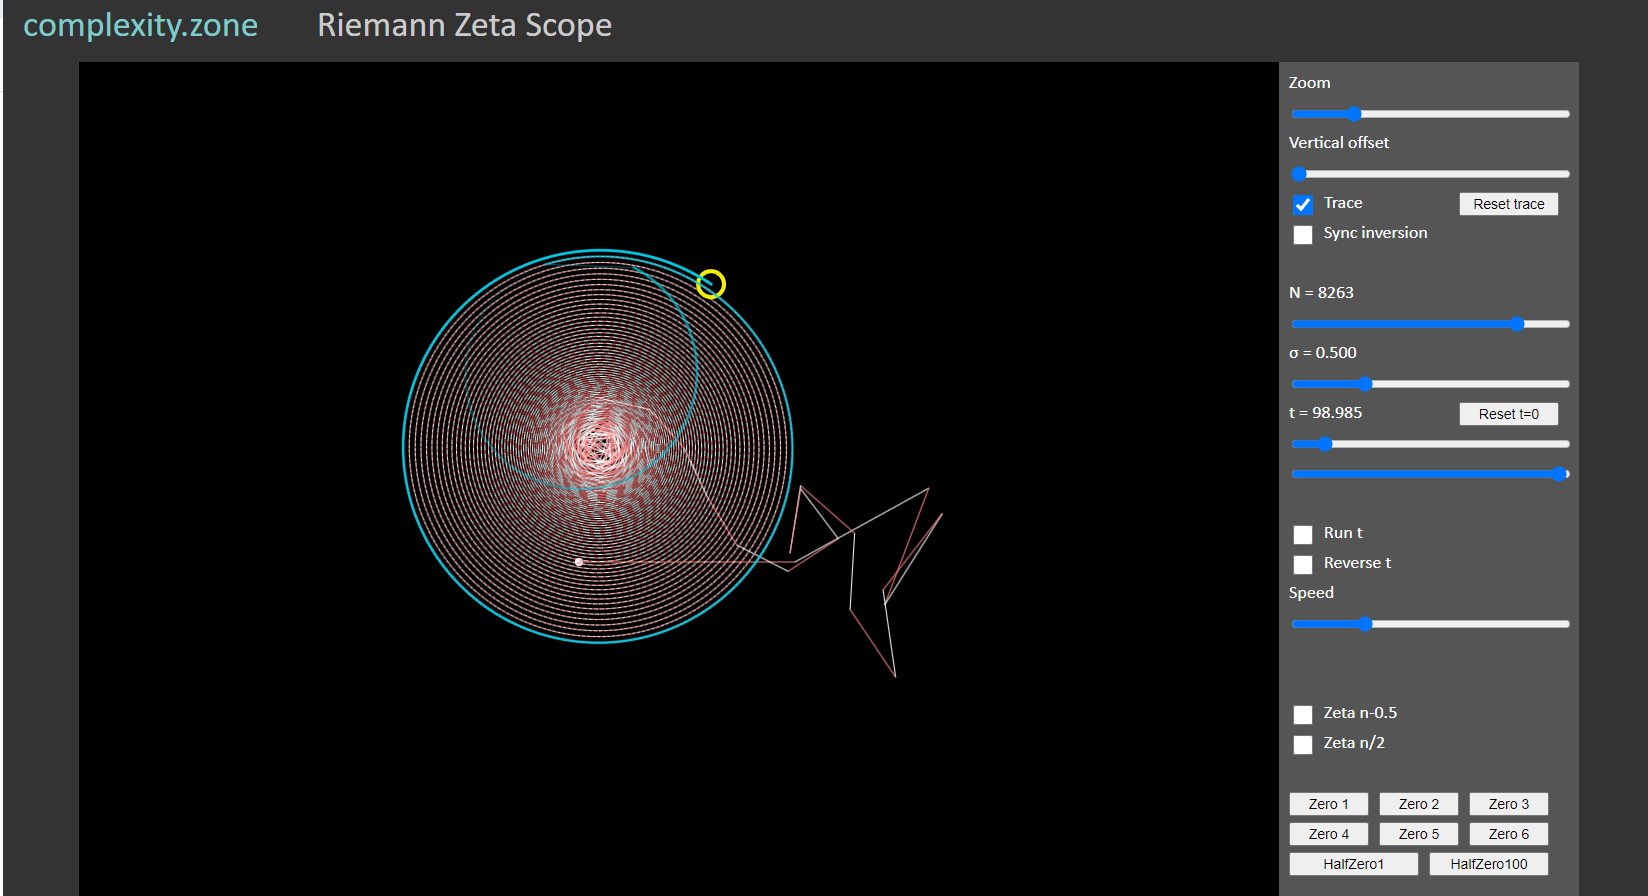 complexity.zone Riemann Zeta Scope
Zoom
Vertical offset
Trace Reset trace
Sync inversion
N = 8263
σ = 0.500
t = 98.985 Reset t=0
Run t
Reverse t
Speed
Zeta n-0.5
Zeta n/2
Zero 1 Zero 2 Zero 3
Zero 4 Zero 5 Zero 6
HalfZero1 HalfZero100